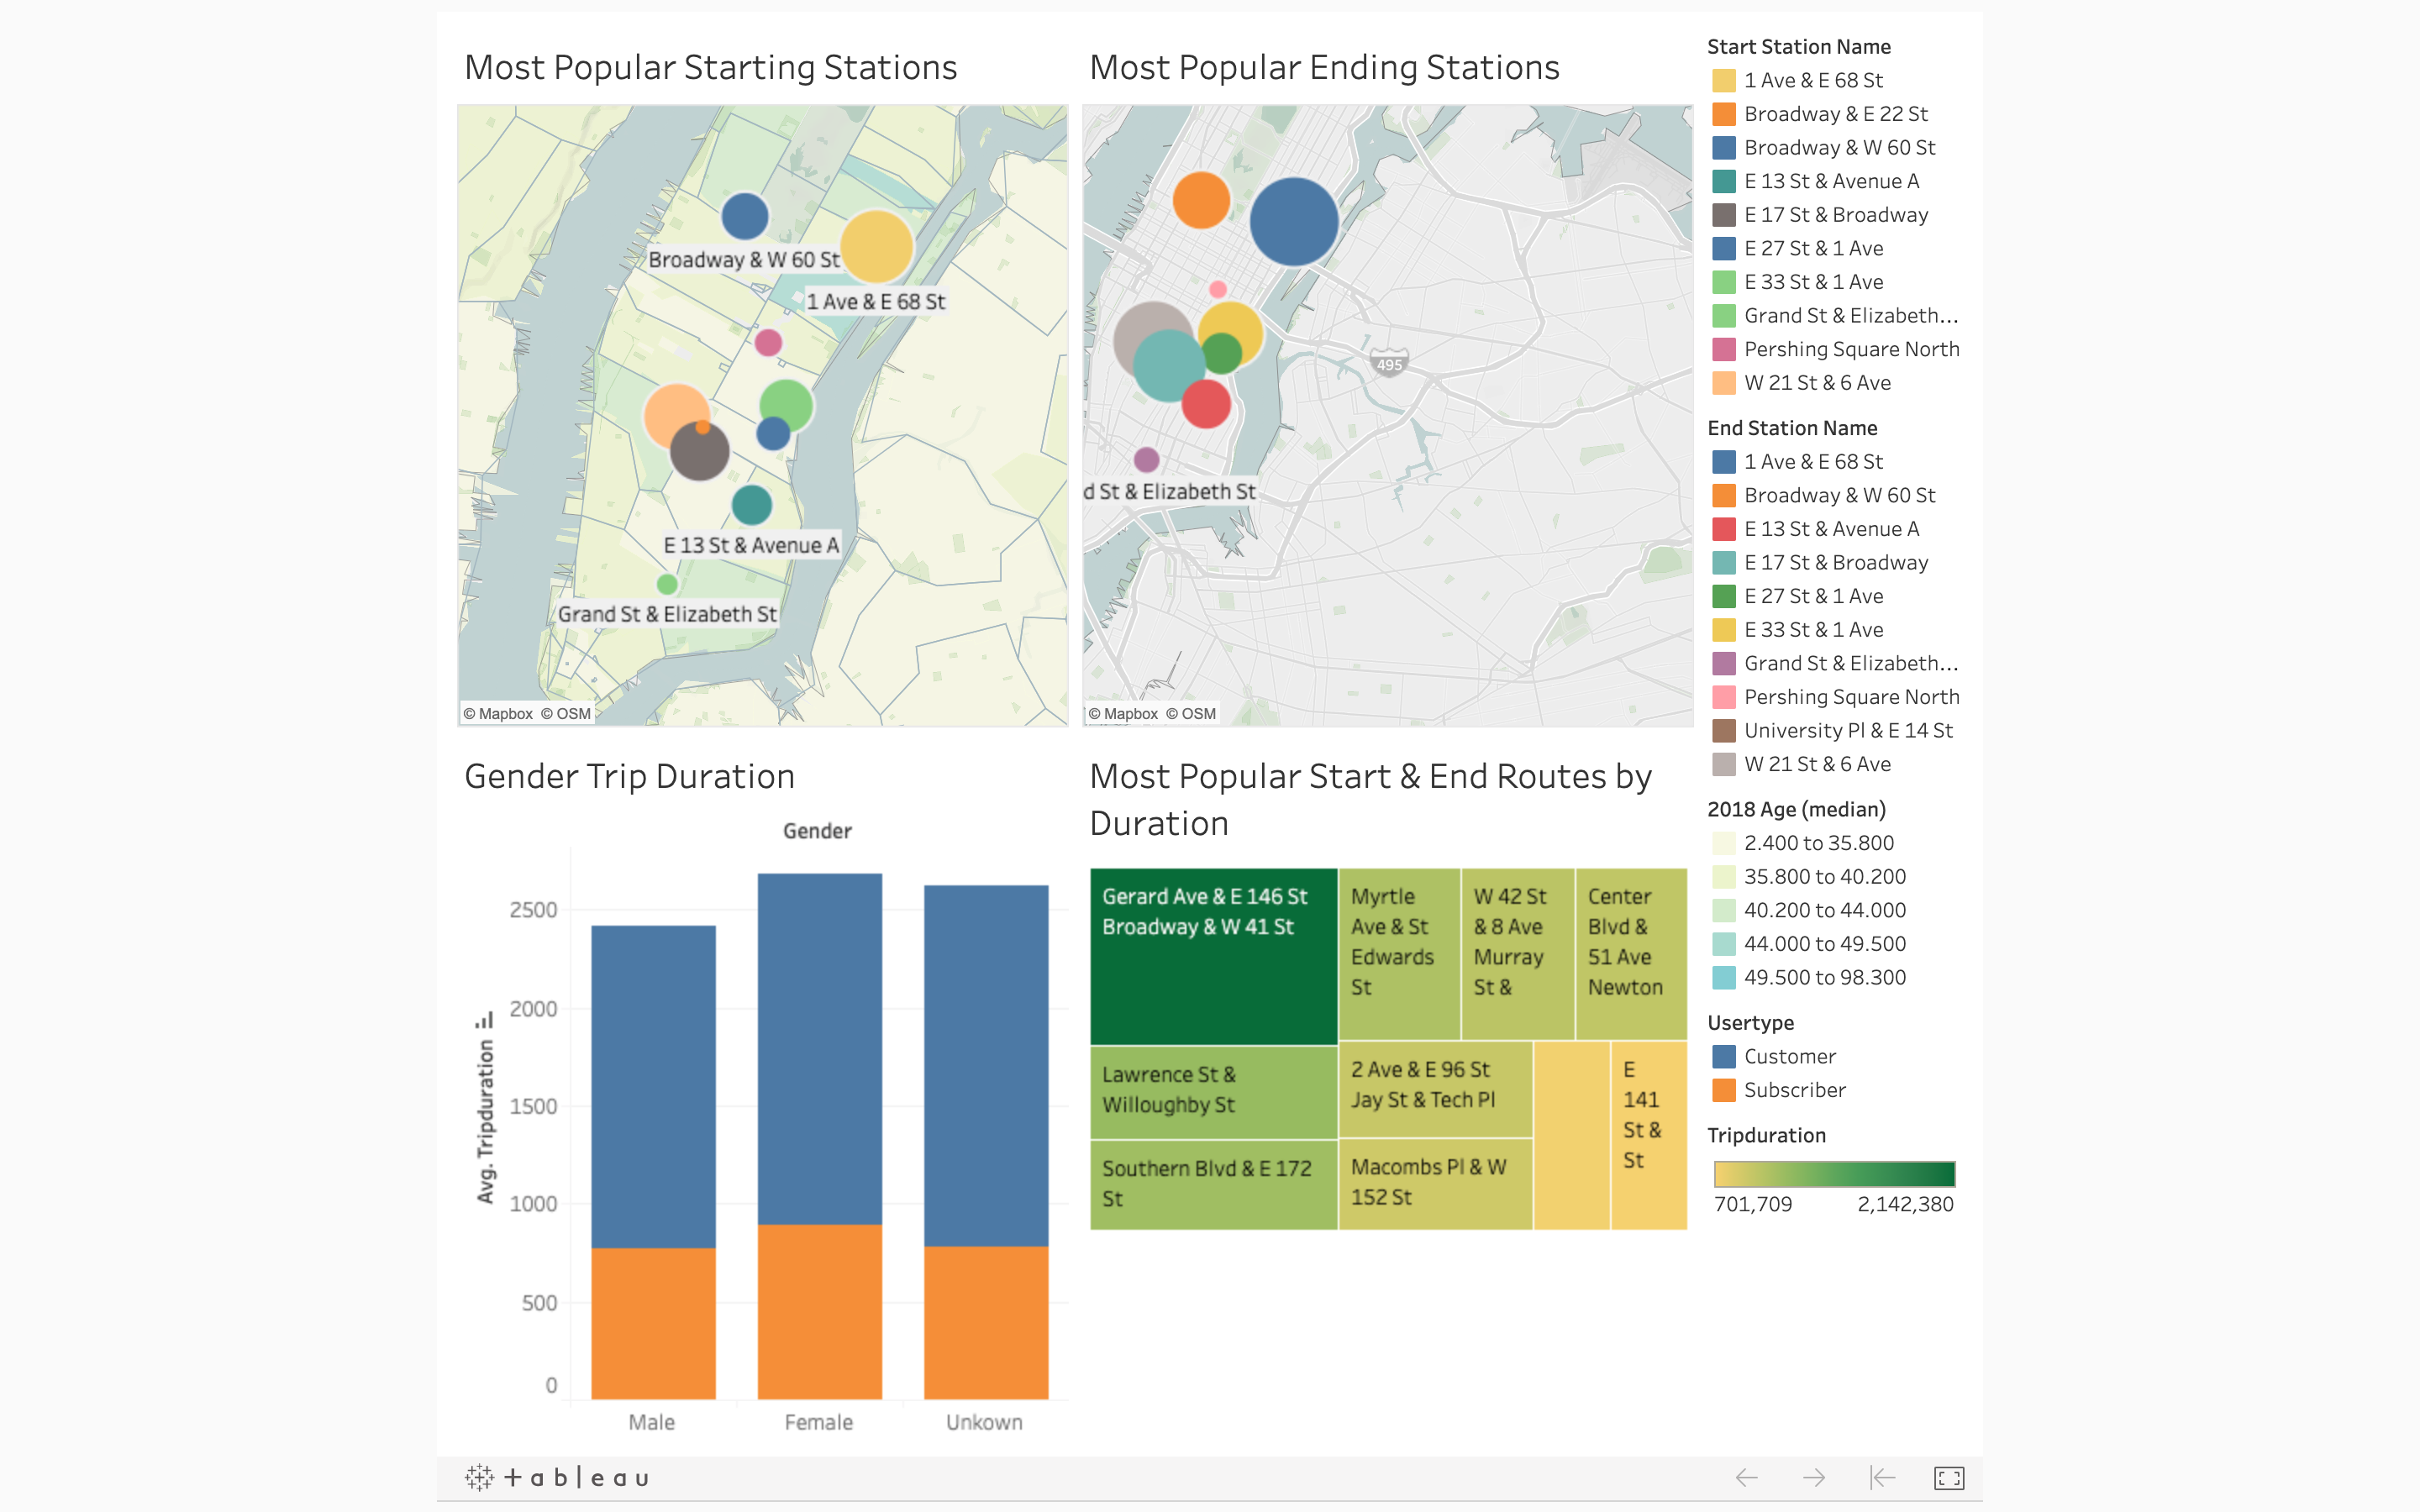 Most Popular Starting Stations
Broadway & W 60 St
1 Ave & E 68 St
E 13 St & Avenue A
Grand St & Elizabeth St
© Mapbox © OSM
Most Popular Ending Stations
495
d St & Elizabeth St
© Mapbox © OSM
Start Station Name
1 Ave & E 68 St
Broadway & E 22 St
Broadway & W 60 St
E 13 St & Avenue A
E 17 St & Broadway
E 27 St & 1 Ave
E 33 St & 1 Ave
Grand St & Elizabeth...
Pershing Square North
W 21 St & 6 Ave
End Station Name
1 Ave & E 68 St
Broadway & W 60 St
E 13 St & Avenue A
E 17 St & Broadway
E 27 St & 1 Ave
E 33 St & 1 Ave
Grand St & Elizabeth...
Pershing Square North
University Pl & E 14 St
W 21 St & 6 Ave
2018 Age (median)
2.400 to 35.800
35.800 to 40.200
40.200 to 44.000
44.000 to 49.500
49.500 to 98.300
Usertype
Customer
Subscriber
Tripduration
701,709 2,142,380
Gender Trip Duration
Gender
Avg. Tripduration
2500
2000
1500
1000
500
0
Male Female Unkown
Most Popular Start & End Routes by
Duration
Gerard Ave & E 146 St
Broadway & W 41 St
Myrtle
Ave & St
Edwards
St
W 42 St
& 8 Ave
Murray
St &
Center
Blvd &
51 Ave
Newton
Lawrence St &
Willoughby St
Southern Blvd & E 172
St
2 Ave & E 96 St
Jay St & Tech Pl
Macombs Pl & W
152 St
E
141
St &
St
+ableau